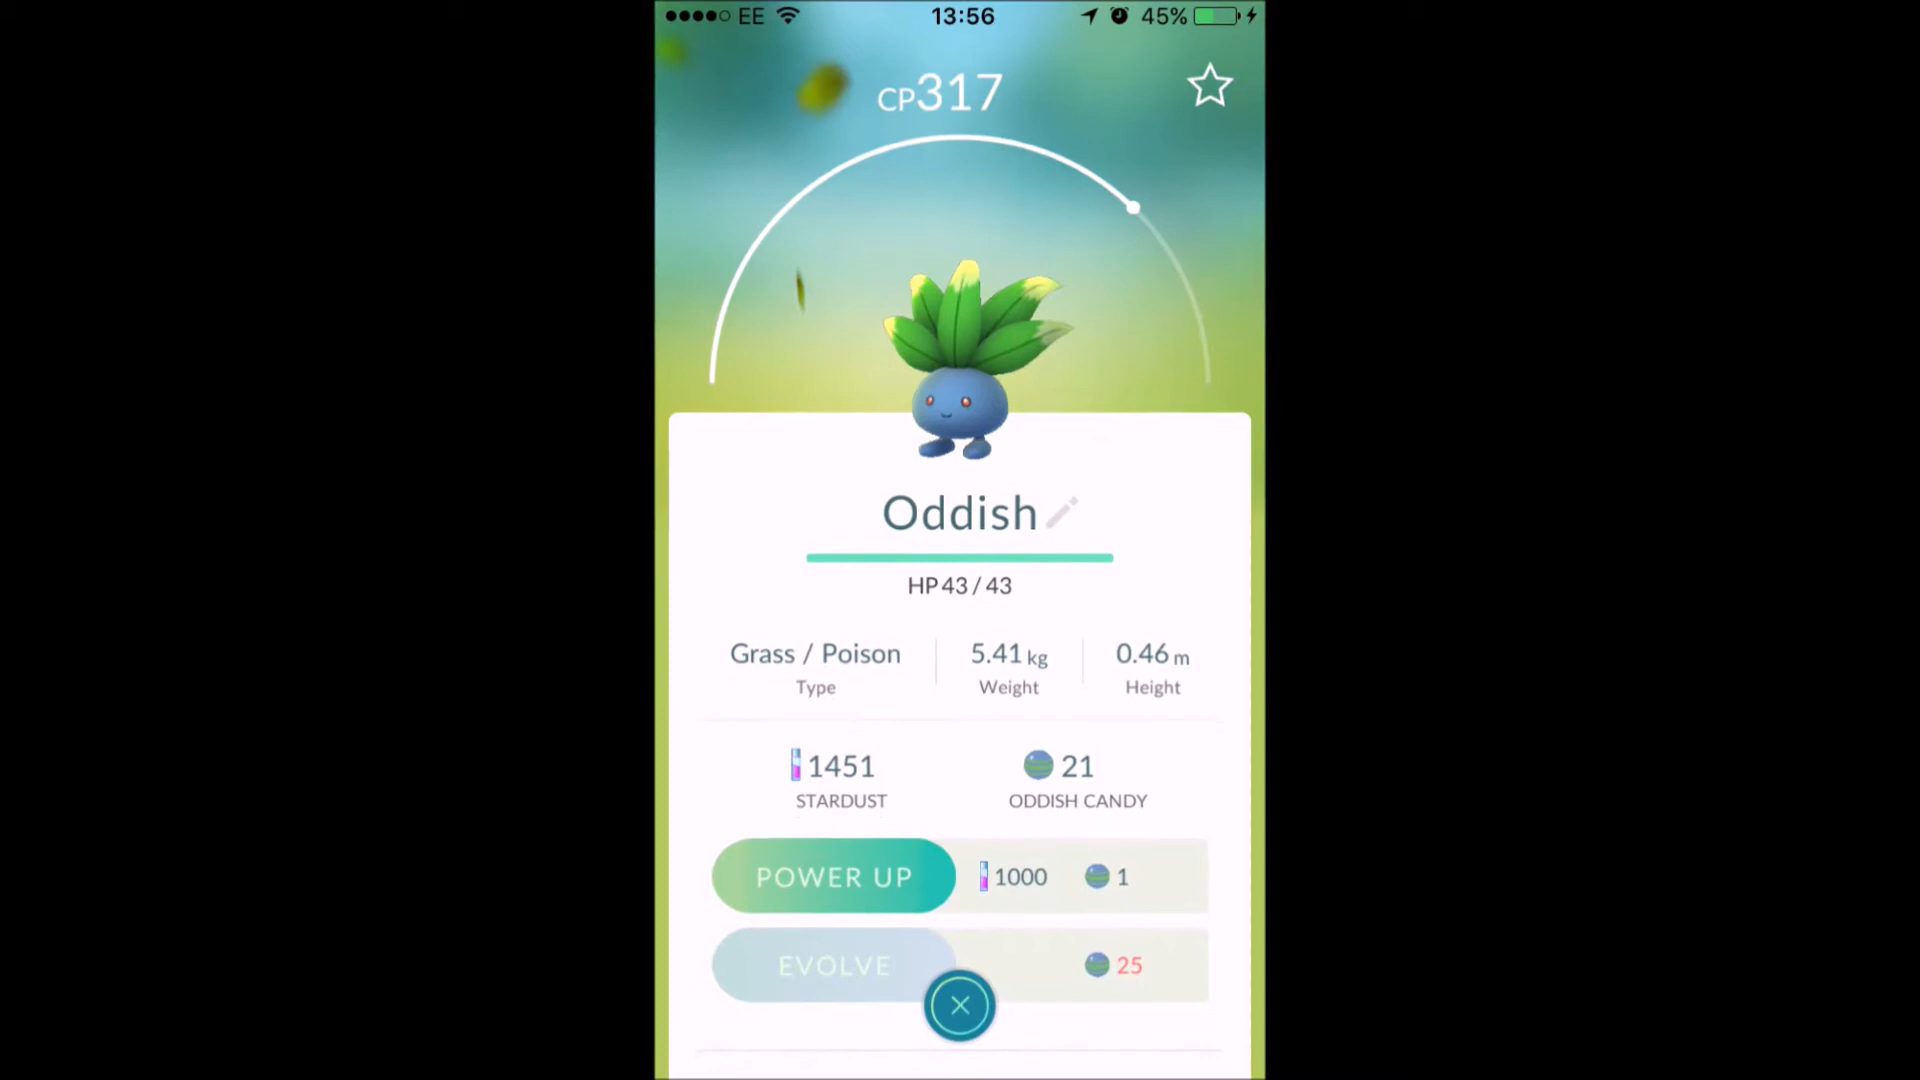 EE 13:56 45%
CP317
Oddish
HP 43 / 43
Grass / Poison 5.41 kg 0.46 m
Type Weight Height
1451 21
STARDUST ODDISH CANDY
POWER UP 1000 1
EVOLVE 25